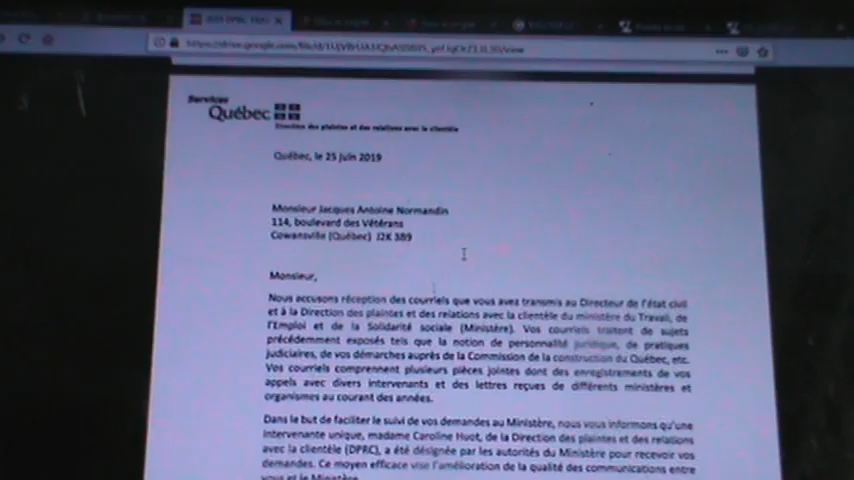 Services
Québec
Direction des plaintes et des relations avec la clientèle
Québec, le 25 juin 2019
Monsieur Jacques Antoine Normandin
114, boulevard des Vétérans
Cowansville (Québec) J2K 3B9
Monsieur,
Nous accusons réception des courriels que vous avez transmis au Directeur de l'état civil
et à la Direction des plaintes et des relations avec la clientèle du ministère du Travail, de
l'Emploi et de la Solidarité sociale (Ministère). Vos courriels traitent de sujets
précédemment exposés tels que la notion de personnalité juridique, de pratiques
judiciaires, de vos démarches auprès de la Commission de la construction du Québec, etc.
Vos courriels comprennent plusieurs pièces jointes dont des enregistrements de vos
appels avec divers intervenants et des lettres reçues de différents ministères et
organismes au courant des années.
Dans le but de faciliter le suivi de vos demandes au Ministère, nous vous informons qu'une
intervenante unique, madame Caroline Huot, de la Direction des plaintes et des relations
avec la clientèle (DPRC), a été désignée par les autorités du Ministère pour recevoir vos
demandes. Ce moyen efficace vise l'amélioration de la qualité des communications entre
vous et le Ministère.